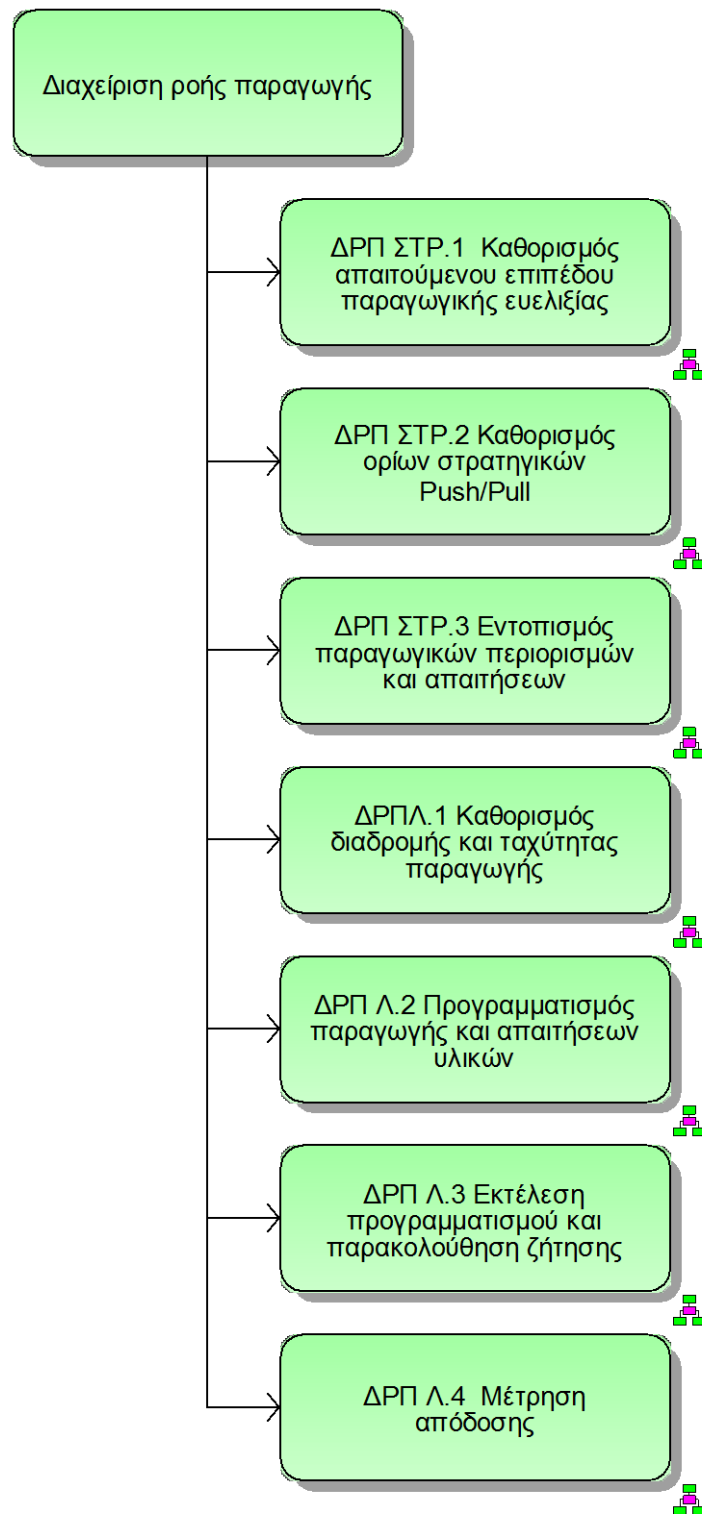 Διαχείριση ροής παραγωγής
ΔΡΠ ΣΤΡ.1  Καθορισμός
απαιτούμενου επιπέδου
παραγωγικής ευελιξίας
ΔΡΠ ΣΤΡ.2 Καθορισμός
ορίων στρατηγικών
Push/Pull
ΔΡΠ ΣΤΡ.3 Εντοπισμός
παραγωγικών περιορισμών
και απαιτήσεων
ΔΡΠΛ.1 Καθορισμός
διαδρομής και ταχύτητας
παραγωγής
ΔΡΠ Λ.2 Προγραμματισμός
παραγωγής και απαιτήσεων
υλικών
ΔΡΠ Λ.3 Εκτέλεση
προγραμματισμού και
παρακολούθηση ζήτησης
ΔΡΠ Λ.4  Μέτρηση
απόδοσης